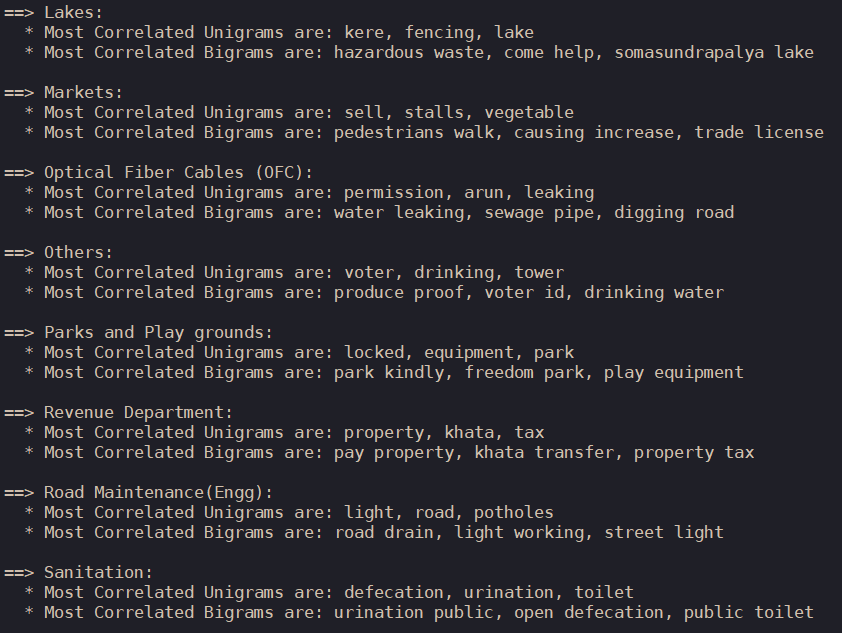 ==> Lakes:
* Most Correlated Unigrams are: kere, fencing, lake
* Most Correlated Bigrams are: hazardous waste, come help, somasundrapalya lake
==> Markets:
* Most Correlated Unigrams are: sell, stalls, vegetable
* Most Correlated Bigrams are: pedestrians walk, causing increase, trade license
==> Optical Fiber Cables (OFC):
* Most Correlated Unigrams are: permission, arun, leaking
* Most Correlated Bigrams are: water leaking, sewage pipe, digging road
==> Others:
* Most Correlated Unigrams are: voter, drinking, tower
* Most Correlated Bigrams are: produce proof, voter id, drinking water
==> Parks and Play grounds:
* Most Correlated Unigrams are: locked, equipment, park
* Most Correlated Bigrams are: park kindly, freedom park, play equipment
==> Revenue Department:
* Most Correlated Unigrams are: property, khata, tax
* Most Correlated Bigrams are: pay property, khata transfer, property tax
==> Road Maintenance(Engg):
* Most Correlated Unigrams are: light, road, potholes
* Most Correlated Bigrams are: road drain, light working, street light
==> Sanitation:
* Most Correlated Unigrams are: defecation, urination, toilet
* Most Correlated Bigrams are: urination public, open defecation, public toilet